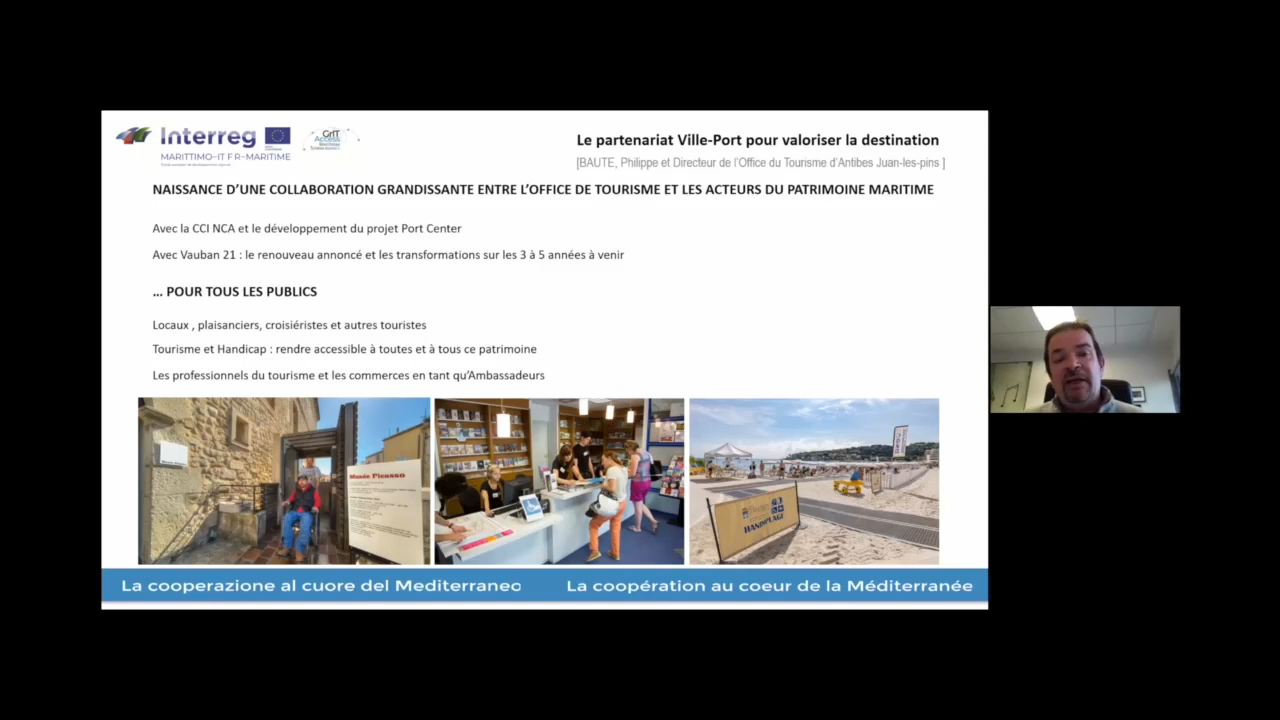 Interreg
MARITTIMO-IT FR-MARITIME
GrIT
Access
Le partenariat Ville-Port pour valoriser la destination
[BAUTE, Philippe et Directeur de l’Office du Tourisme d’Antibes Juan-les-pins ]
NAISSANCE D’UNE COLLABORATION GRANDISSANTE ENTRE L’OFFICE DE TOURISME ET LES ACTEURS DU PATRIMOINE MARITIME
Avec la CCI NCA et le développement du projet Port Center
Avec Vauban 21 : le renouveau annoncé et les transformations sur les 3 à 5 années à venir
... POUR TOUS LES PUBLICS
Locaux , plaisanciers, croisiéristes et autres touristes
Tourisme et Handicap : rendre accessible à toutes et à tous ce patrimoine
Les professionnels du tourisme et les commerces en tant qu’Ambassadeurs
Musée Picasso
HANDIPLAGE
La cooperazione al cuore del Mediterraneo
La coopération au coeur de la Méditerranée